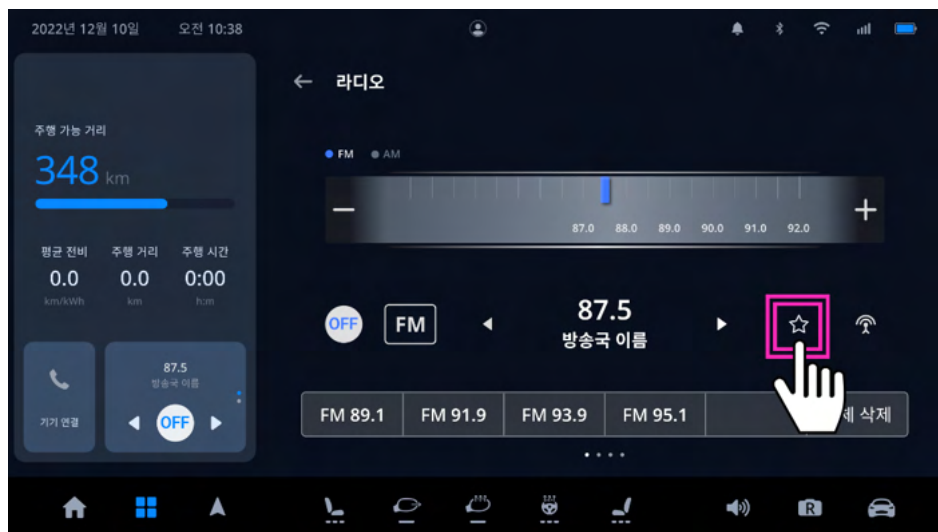 2022년 12월 10일 오전 10:38
라디오
주행 가능 거리
348 km
FM AM
87.0 88.0 89.0 90.0 91.0 92.0
평균 전비 주행 거리 주행 시간
0.0 0.0 0:00
km/kWh km h:m
OFF FM 87.5
방송국 이름
기기 연결
87.5
방송국 이름
OFF
FM 89.1 FM 91.9 FM 93.9 FM 95.1 삭제
R